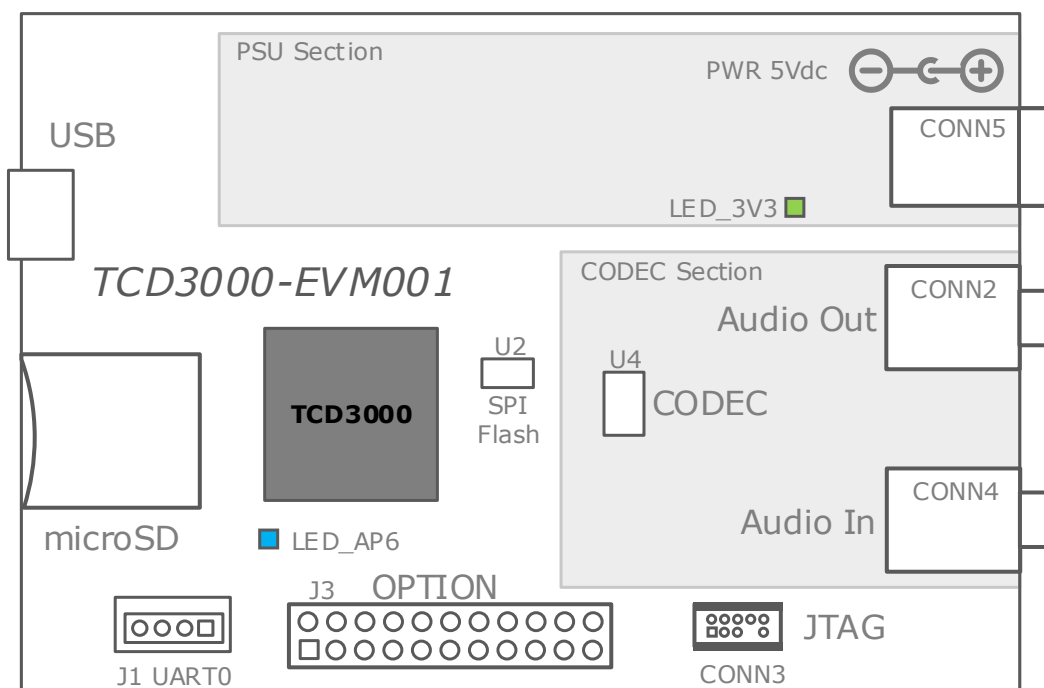 PSU Section
PWR 5Vdc
USB
CONN5
LED_3V3
TCD3000-EVM001
CODEC Section
CONN2
Audio Out
U2
U4
TCD3000
SPI
Flash
CODEC
CONN4
Audio In
microSD
LED_AP6
J3 OPTION
JTAG
J1 UART0
CONN3